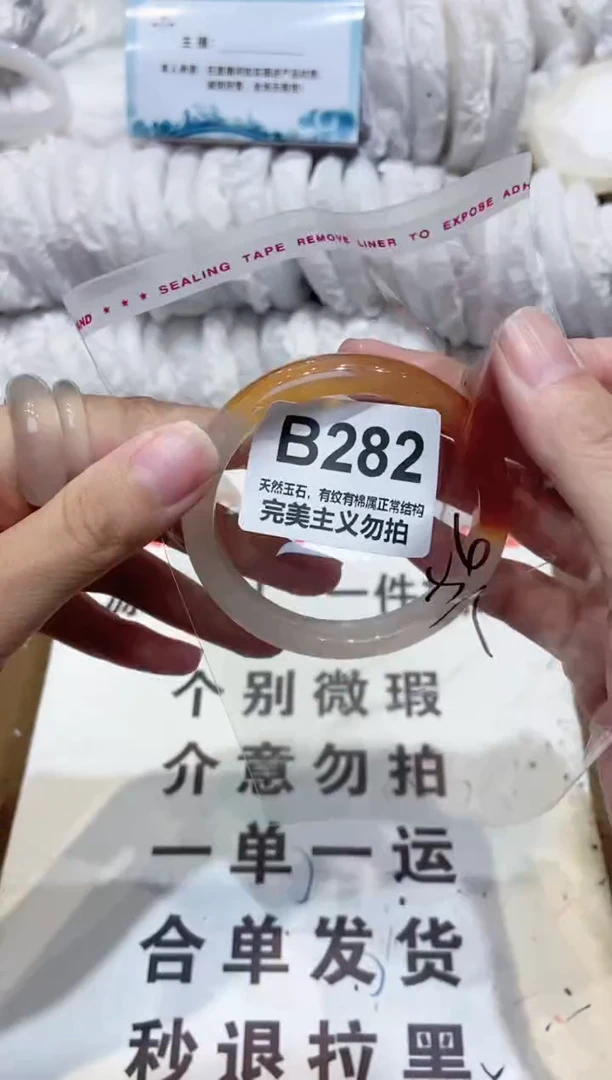 主播：
AND * * * SEALING TAPE REMOVE LINER TO EXPOSE ADH
B282
天然玉石，有纹有棉属正常结构
完美主义勿拍
一件
个别微瑕
介意勿拍
一单一运
合单发货
秒退拉黑